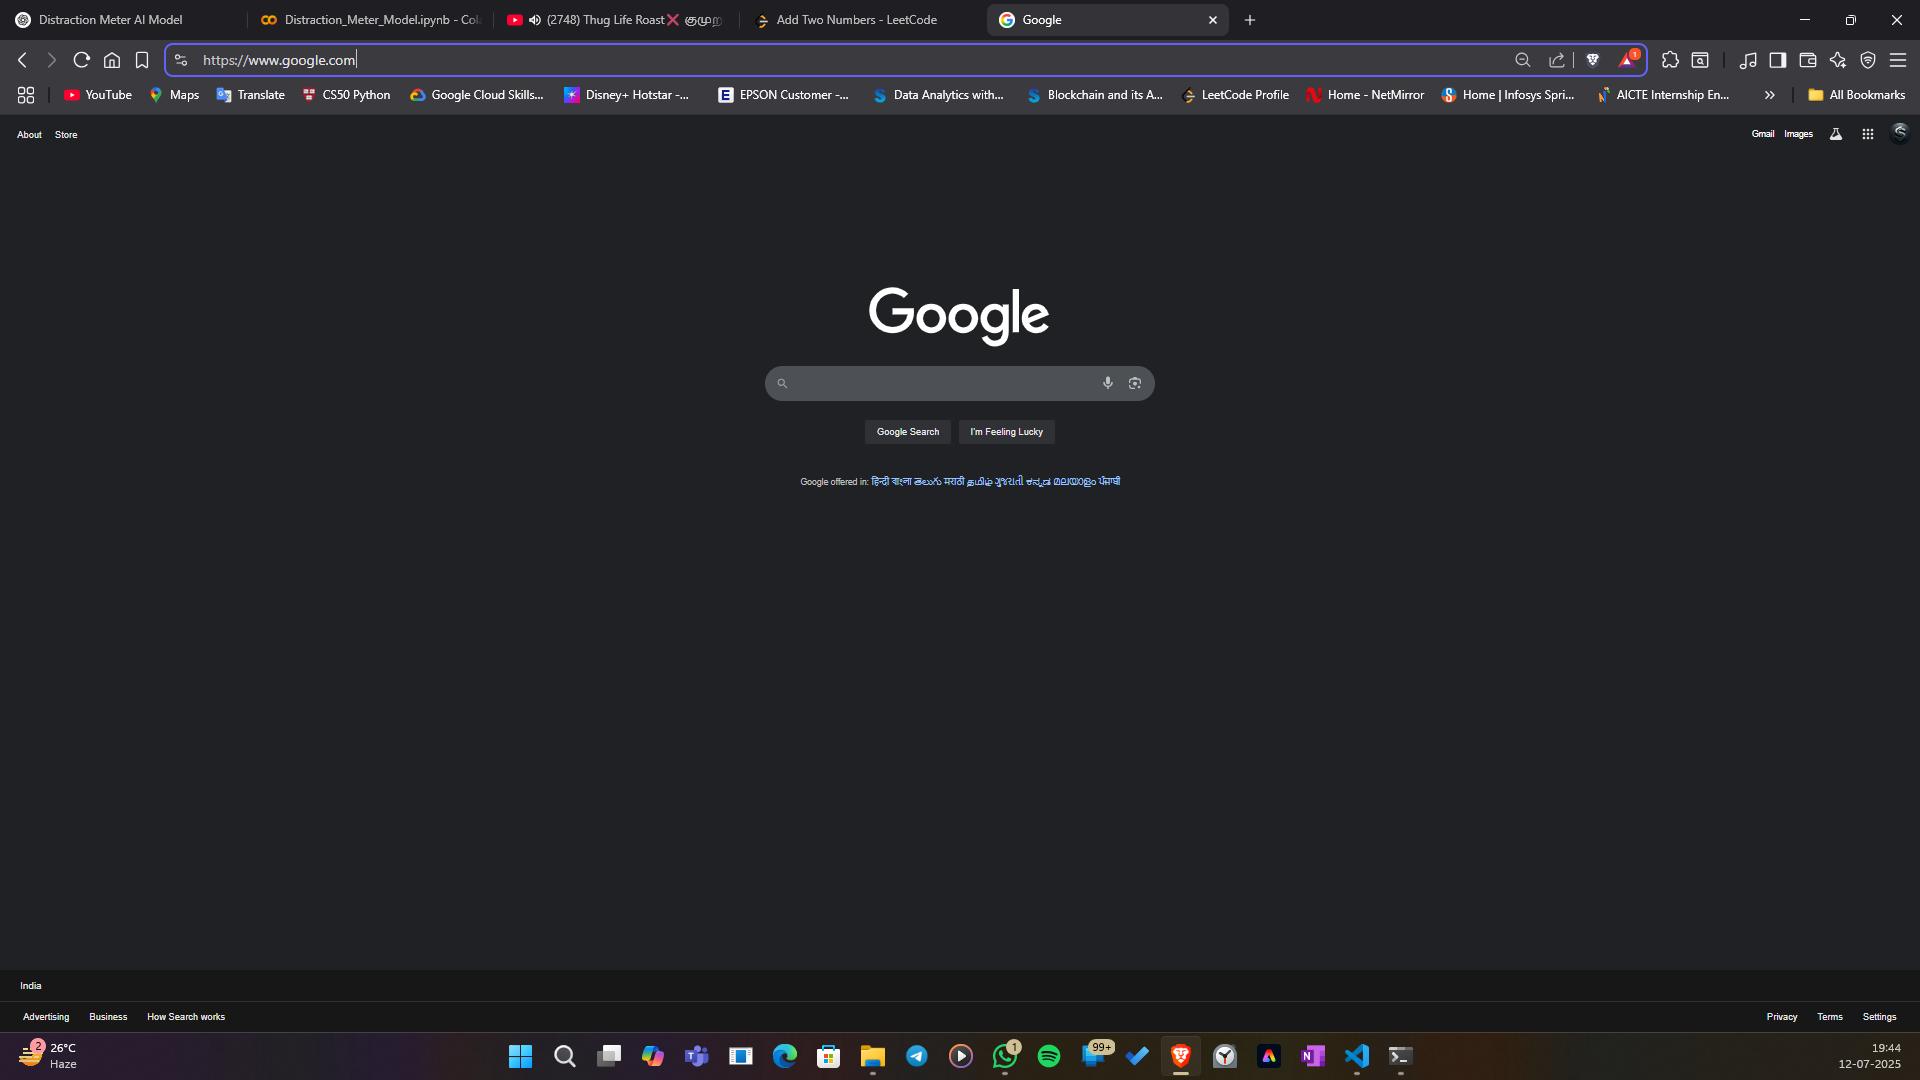 Distraction Meter AI Model
Distraction_Meter_Model.ipynb - Col
(2748) Thug Life Roast❌ குமுற
Add Two Numbers - LeetCode
Google
https://www.google.com
1
YouTube
Maps
Translate
CS50 Python
Google Cloud Skills...
Disney+ Hotstar -...
EPSON Customer -...
Data Analytics with...
Blockchain and its A...
LeetCode Profile
Home - NetMirror
Home | Infosys Spri...
AICTE Internship En...
All Bookmarks
About Store
Gmail Images
Google
Google Search
I'm Feeling Lucky
Google offered in: हिन्दी বাংলা తెలుగు मराठी தமிழ் ગુજરાતી ಕನ್ನಡ മലയാളം ਪੰਜਾਬੀ
India
Advertising Business How Search works
Privacy Terms Settings
2
26°C
Haze
1
99+
19:44
12-07-2025